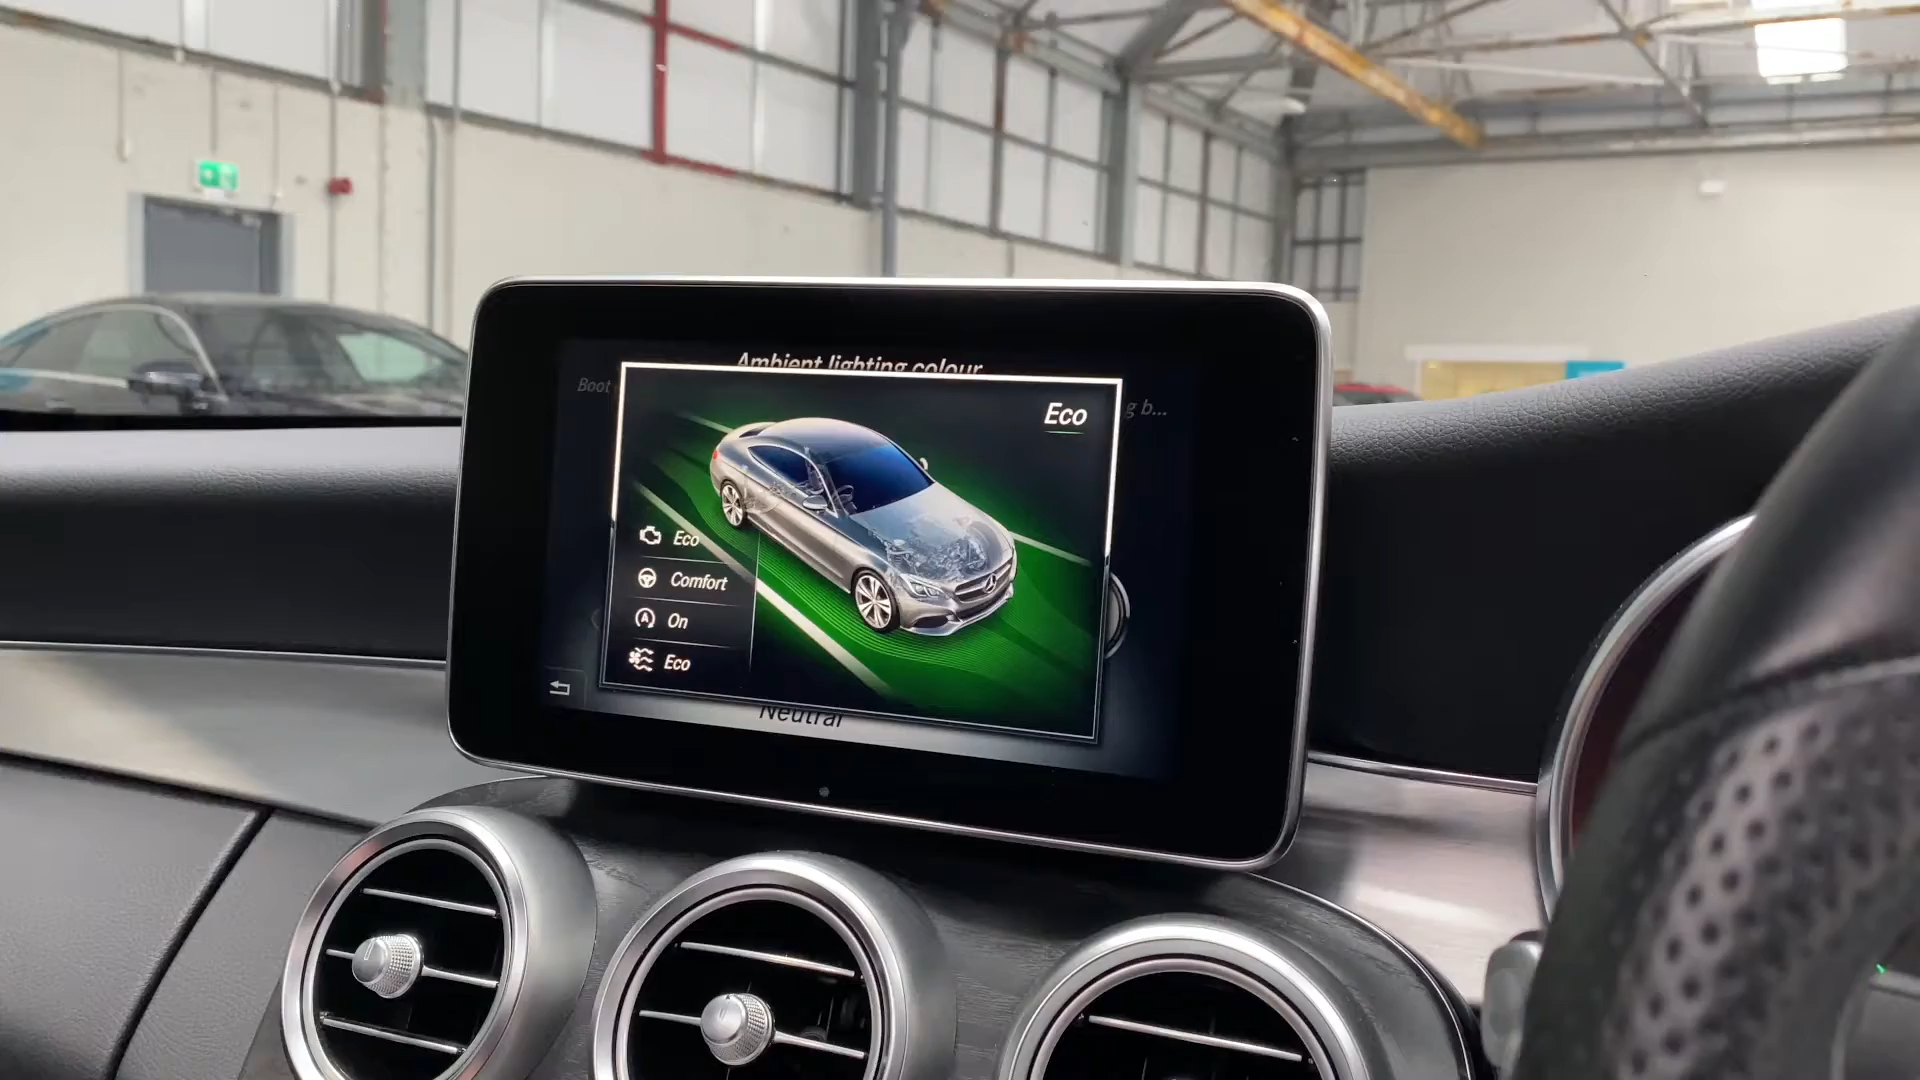 Ambient lighting colour
Boot
g b...
Eco
Eco
Comfort
On
Eco
Neutral